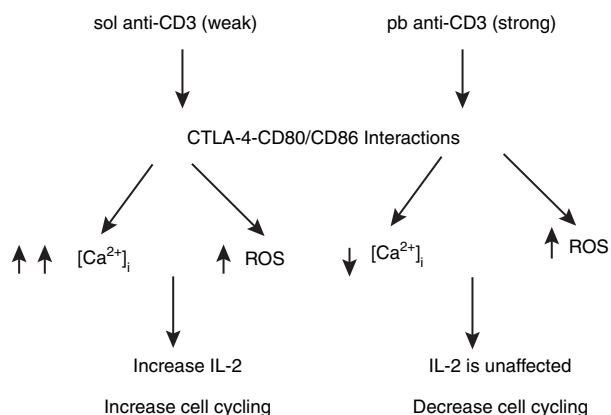 sol anti-CD3 (weak) pb anti-CD3 (strong)
CTLA-4-CD80/CD86 Interactions
[Ca²⁺]ᵢ ROS [Ca²⁺]ᵢ ROS
Increase IL-2 IL-2 is unaffected
Increase cell cycling Decrease cell cycling